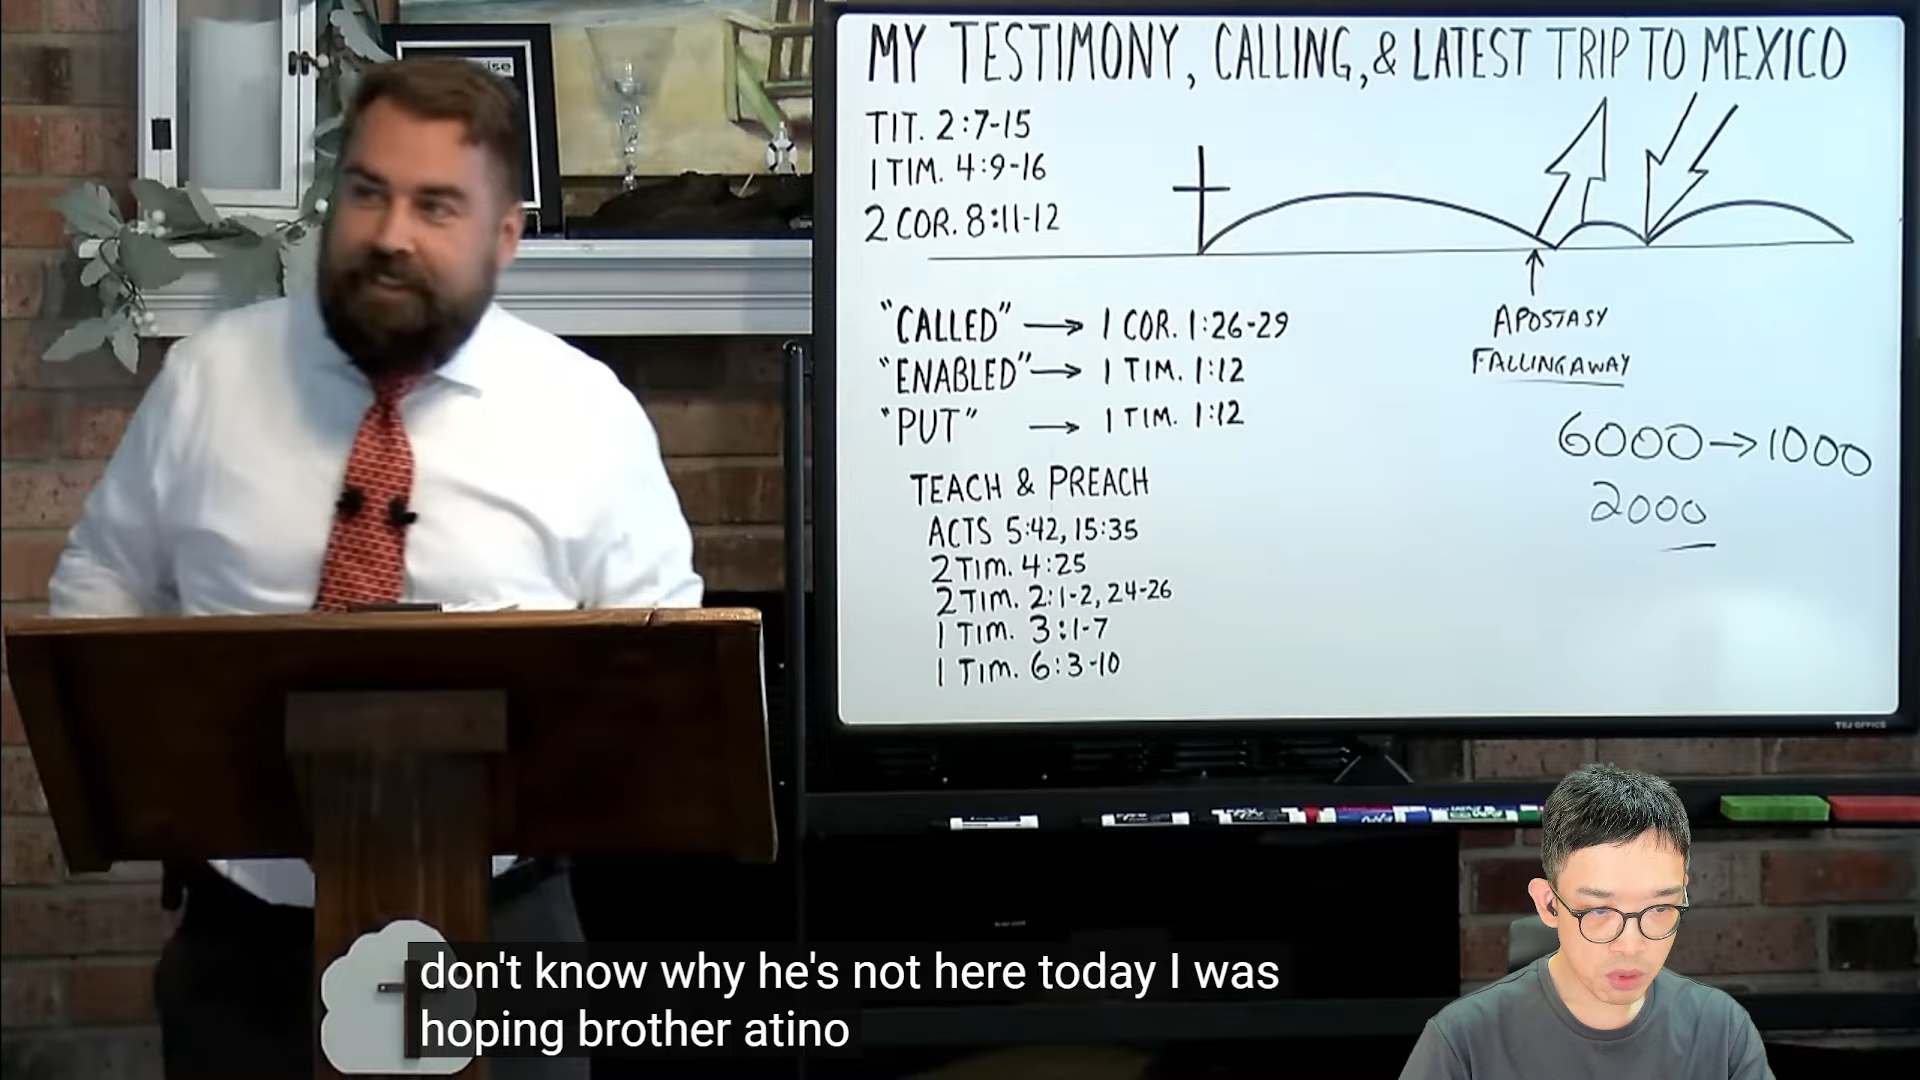 MY TESTIMONY, CALLING, & LATEST TRIP TO MEXICO
TIT. 2:7-15
1 TIM. 4:9-16
2 COR. 8:11-12
"CALLED" → 1 COR. 1:26-29
"ENABLED" → 1 TIM. 1:12
"PUT" → 1 TIM. 1:12
TEACH & PREACH
ACTS 5:42, 15:35
2 TIM. 4:25
2 TIM. 2:1-2, 24-26
1 TIM. 3:1-7
1 TIM. 6:3-10
APOSTASY
FALLING AWAY
6000 → 1000
2000
don't know why he's not here today I was
hoping brother atino